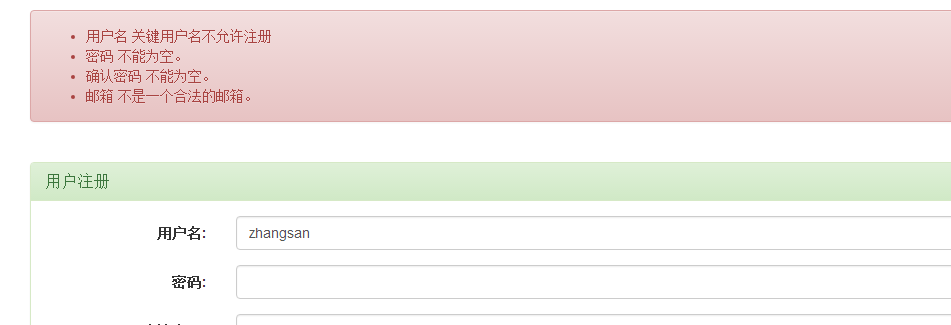 用户名 关键用户名不允许注册
密码 不能为空。
确认密码 不能为空。
邮箱 不是一个合法的邮箱。
用户注册
用户名: zhangsan
密码: